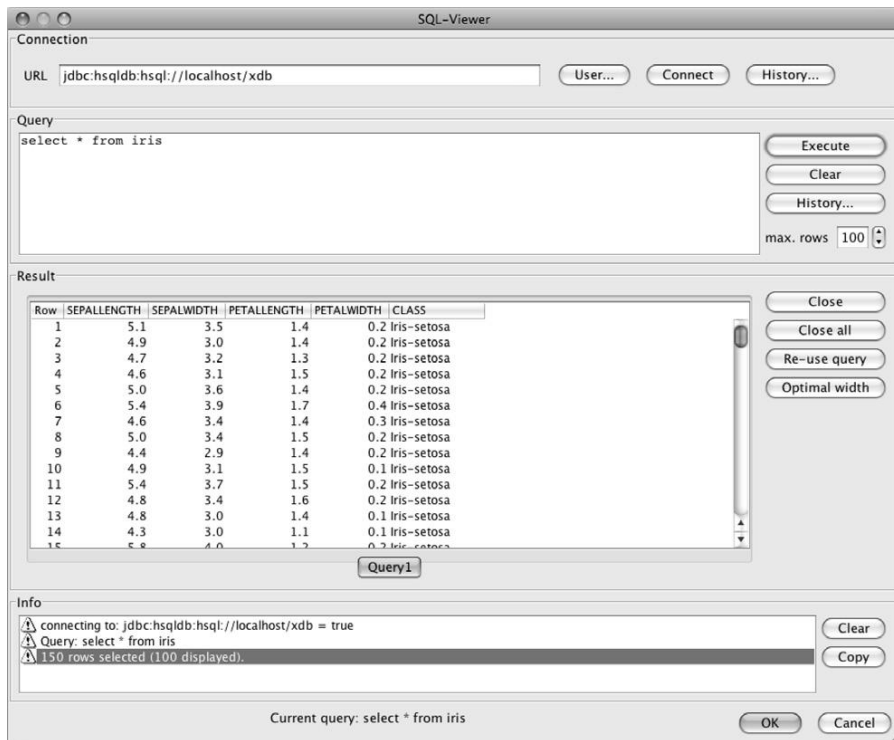 SQL-Viewer
Connection
URL jdbc:hsqldb:hsql://localhost/xdb User... Connect History...
Query
select * from iris
Execute
Clear
History...
max. rows 100
Result
Row SEPALLENGTH SEPALWIDTH PETALLENGTH PETALWIDTH CLASS
1 5.1 3.5 1.4 0.2 Iris-setosa
2 4.9 3.0 1.4 0.2 Iris-setosa
3 4.7 3.2 1.3 0.2 Iris-setosa
4 4.6 3.1 1.5 0.2 Iris-setosa
5 5.0 3.6 1.4 0.2 Iris-setosa
6 5.4 3.9 1.7 0.4 Iris-setosa
7 4.6 3.4 1.4 0.3 Iris-setosa
8 5.0 3.4 1.5 0.2 Iris-setosa
9 4.4 2.9 1.4 0.2 Iris-setosa
10 4.9 3.1 1.5 0.1 Iris-setosa
11 5.4 3.7 1.5 0.2 Iris-setosa
12 4.8 3.4 1.6 0.2 Iris-setosa
13 4.8 3.0 1.4 0.1 Iris-setosa
14 4.3 3.0 1.1 0.1 Iris-setosa
15 5.8 4.0 1.2 0.2 Iris-setosa
Close
Close all
Re-use query
Optimal width
Query1
Info
connecting to: jdbc:hsqldb:hsql://localhost/xdb = true
Query: select * from iris
150 rows selected (100 displayed).
Clear
Copy
Current query: select * from iris
OK Cancel